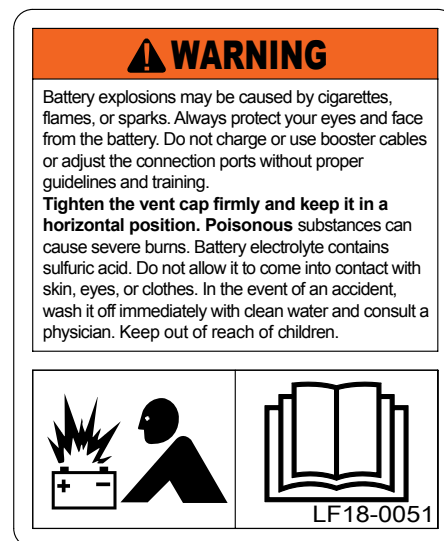 WARNING
Battery explosions may be caused by cigarettes,
flames, or sparks. Always protect your eyes and face
from the battery. Do not charge or use booster cables
or adjust the connection ports without proper
guidelines and training.
Tighten the vent cap firmly and keep it in a
horizontal position. Poisonous substances can
cause severe burns. Battery electrolyte contains
sulfuric acid. Do not allow it to come into contact with
skin, eyes, or clothes. In the event of an accident,
wash it off immediately with clean water and consult a
physician. Keep out of reach of children.
+ −
LF18-0051